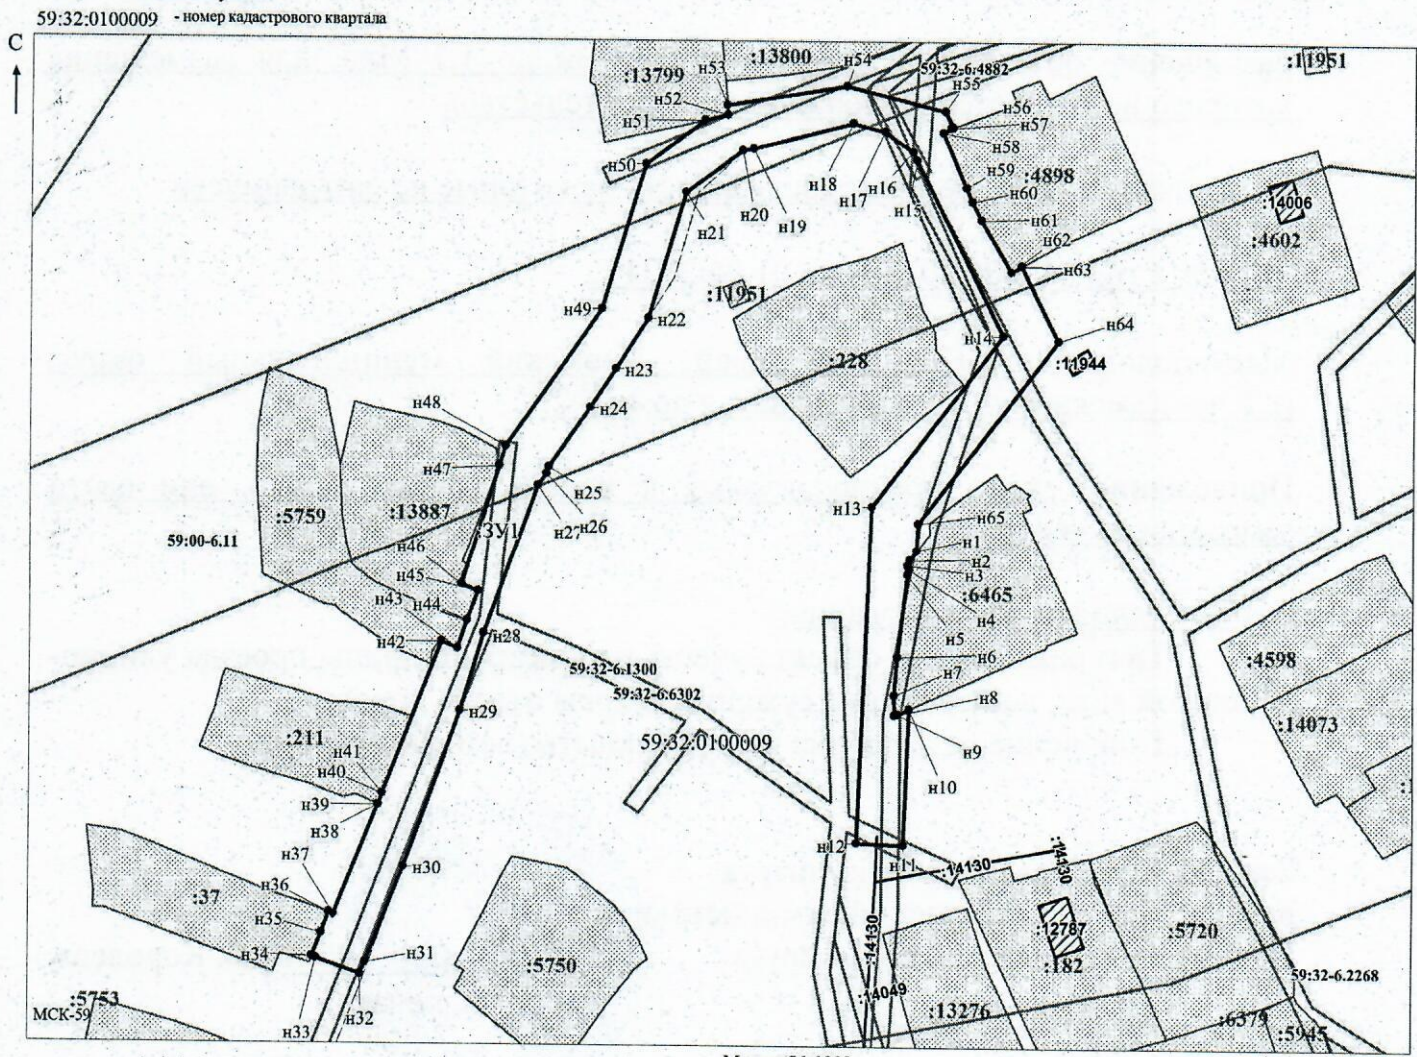 59:32:0100009 - номер кадастрового квартала
С
:13799
н53
:13800
н54
59:32-6.4882
:11951
н52
н55
н56
н51
н57
н58
н50
н59
:4898
н18
н16
н60
:14006
н17
н15
н61
н20
н19
:4602
н21
н62
н63
:11951
н49
н22
н14
н64
:11944
н23
:228
н24
н48
н47
н25
н13
:5759
:13887
:ЗУ1
н26
н65
н27
59:00-6.11
н46
н1
н2
н45
н3
н43
:6465
н44
н4
н42
н28
н5
н6
59:32-6.1300
:4598
н7
59:32-6.6302
н8
н29
:211
59:32:0100009
н9
:14073
н41
н40
н10
н39
н38
н12
н11
н37
н30
:14130
:14130
н36
:37
н35
:14130
:12787
:5720
н34
н31
:5750
:182
59:32-6.2268
:14049
:5753
МСК-59
н33
н32
:13276
:6379
:5945